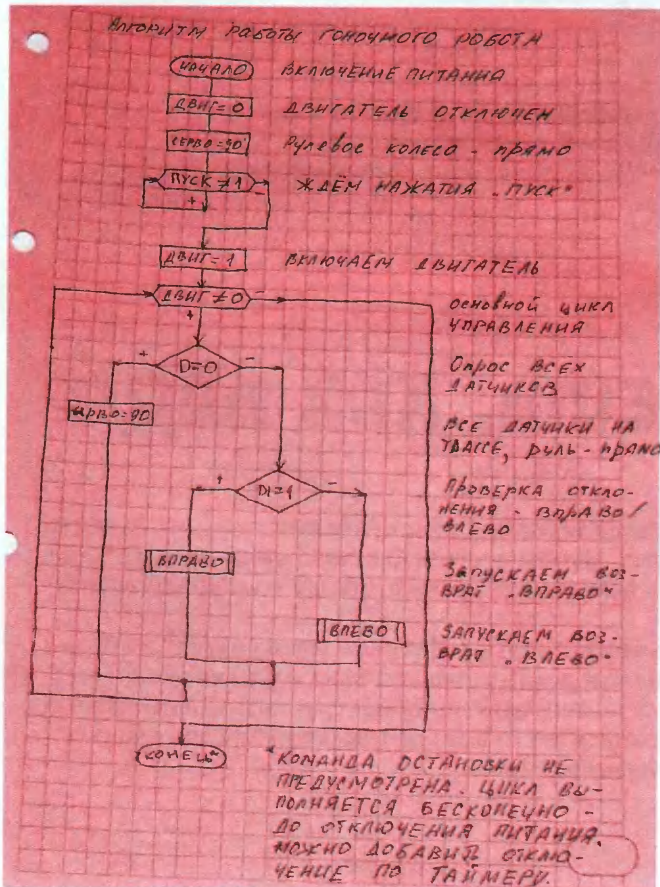 АЛГОРИТМ РАБОТЫ ГОНОЧНОГО РОБОТА
НАЧАЛО ВКЛЮЧЕНИЕ ПИТАНИЯ
ДВИГ=0 ДВИГАТЕЛЬ ОТКЛЮЧЕН
СЕРВО=90 РУЛЕВОЕ КОЛЕСО - ПРЯМО
ПУСК≠1 ЖДЁМ НАЖАТИЯ "ПУСК"
+ -
ДВИГ=1 ВКЛЮЧАЕМ ДВИГАТЕЛЬ
ДВИГ≠0 - ОСНОВНОЙ ЦИКЛ
УПРАВЛЕНИЯ
+
+ D=0 - ОПРОС ВСЕХ
ДАТЧИКОВ
СЕРВО=90 ВСЕ ДАТЧИКИ НА
ТРАССЕ, РУЛЬ - ПРЯМО
+ D1=1 - ПРОВЕРКА ОТКЛО-
НЕНИЯ - ВПРАВО/
ВЛЕВО
ВПРАВО ЗАПУСКАЕМ ВОЗ-
ВРАТ "ВПРАВО"
ВЛЕВО ЗАПУСКАЕМ ВОЗ-
ВРАТ "ВЛЕВО"
КОНЕЦ* *КОМАНДА ОСТАНОВКИ НЕ
ПРЕДУСМОТРЕНА. ЦИКЛ ВЫ-
ПОЛНЯЕТСЯ БЕСКОНЕЧНО -
ДО ОТКЛЮЧЕНИЯ ПИТАНИЯ.
МОЖНО ДОБАВИТЬ ОТКЛЮ-
ЧЕНИЕ ПО ТАЙМЕРУ.